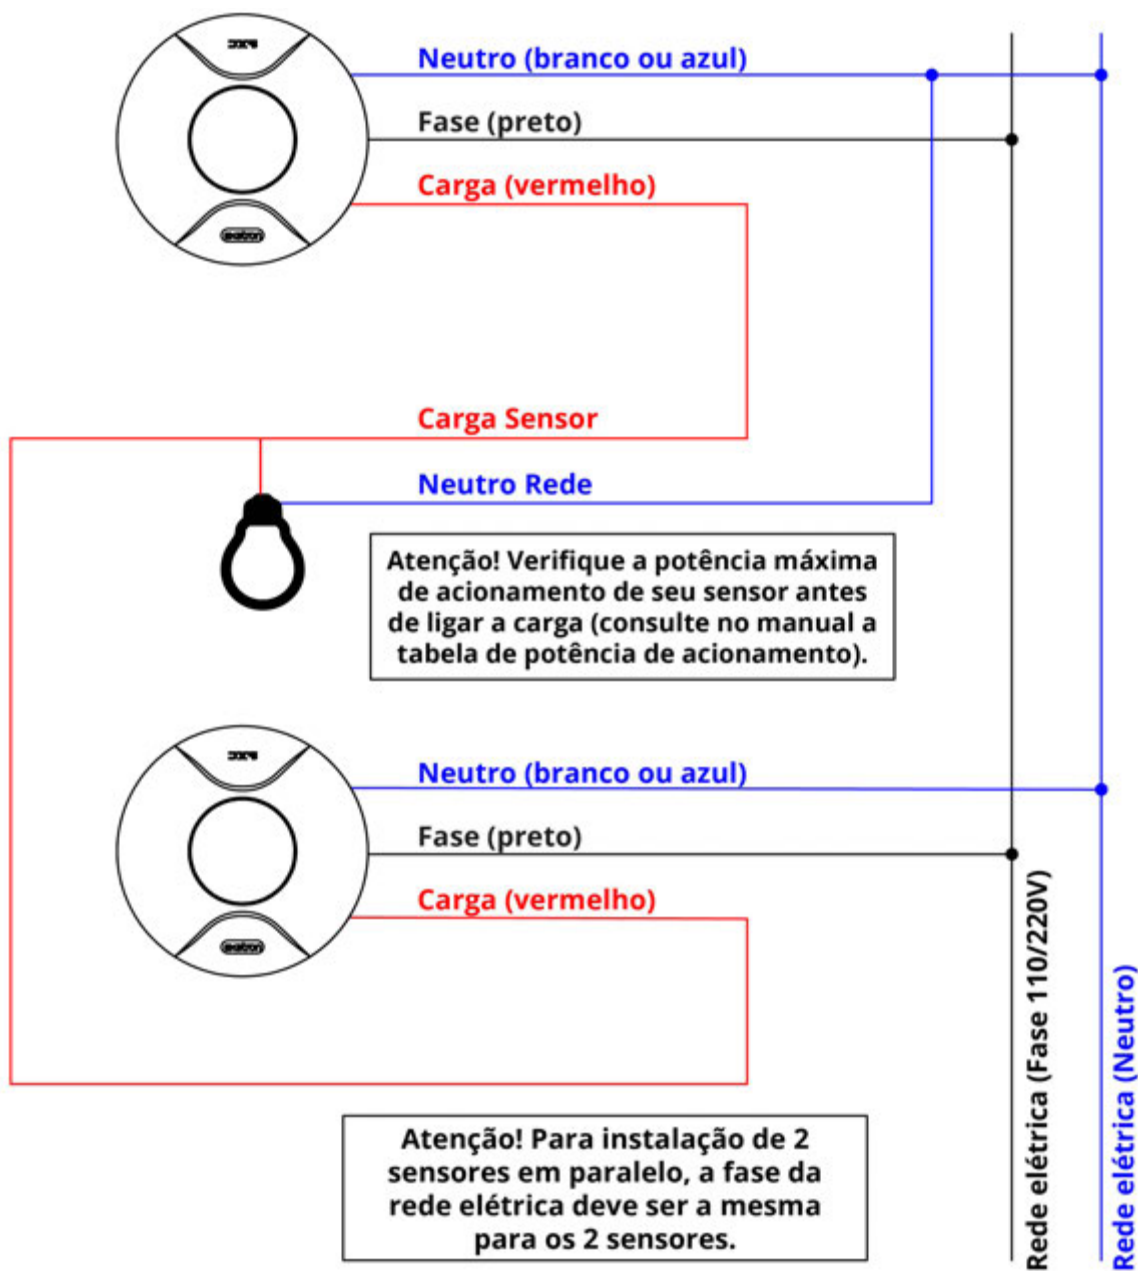 Neutro (branco ou azul)
Fase (preto)
Carga (vermelho)
Carga Sensor
Neutro Rede
Atenção! Verifique a potência máxima
de acionamento de seu sensor antes
de ligar a carga (consulte no manual a
tabela de potência de acionamento).
Neutro (branco ou azul)
Fase (preto)
Carga (vermelho)
Atenção! Para instalação de 2
sensores em paralelo, a fase da
rede elétrica deve ser a mesma
para os 2 sensores.
Rede elétrica (Fase 110/220V)
Rede elétrica (Neutro)